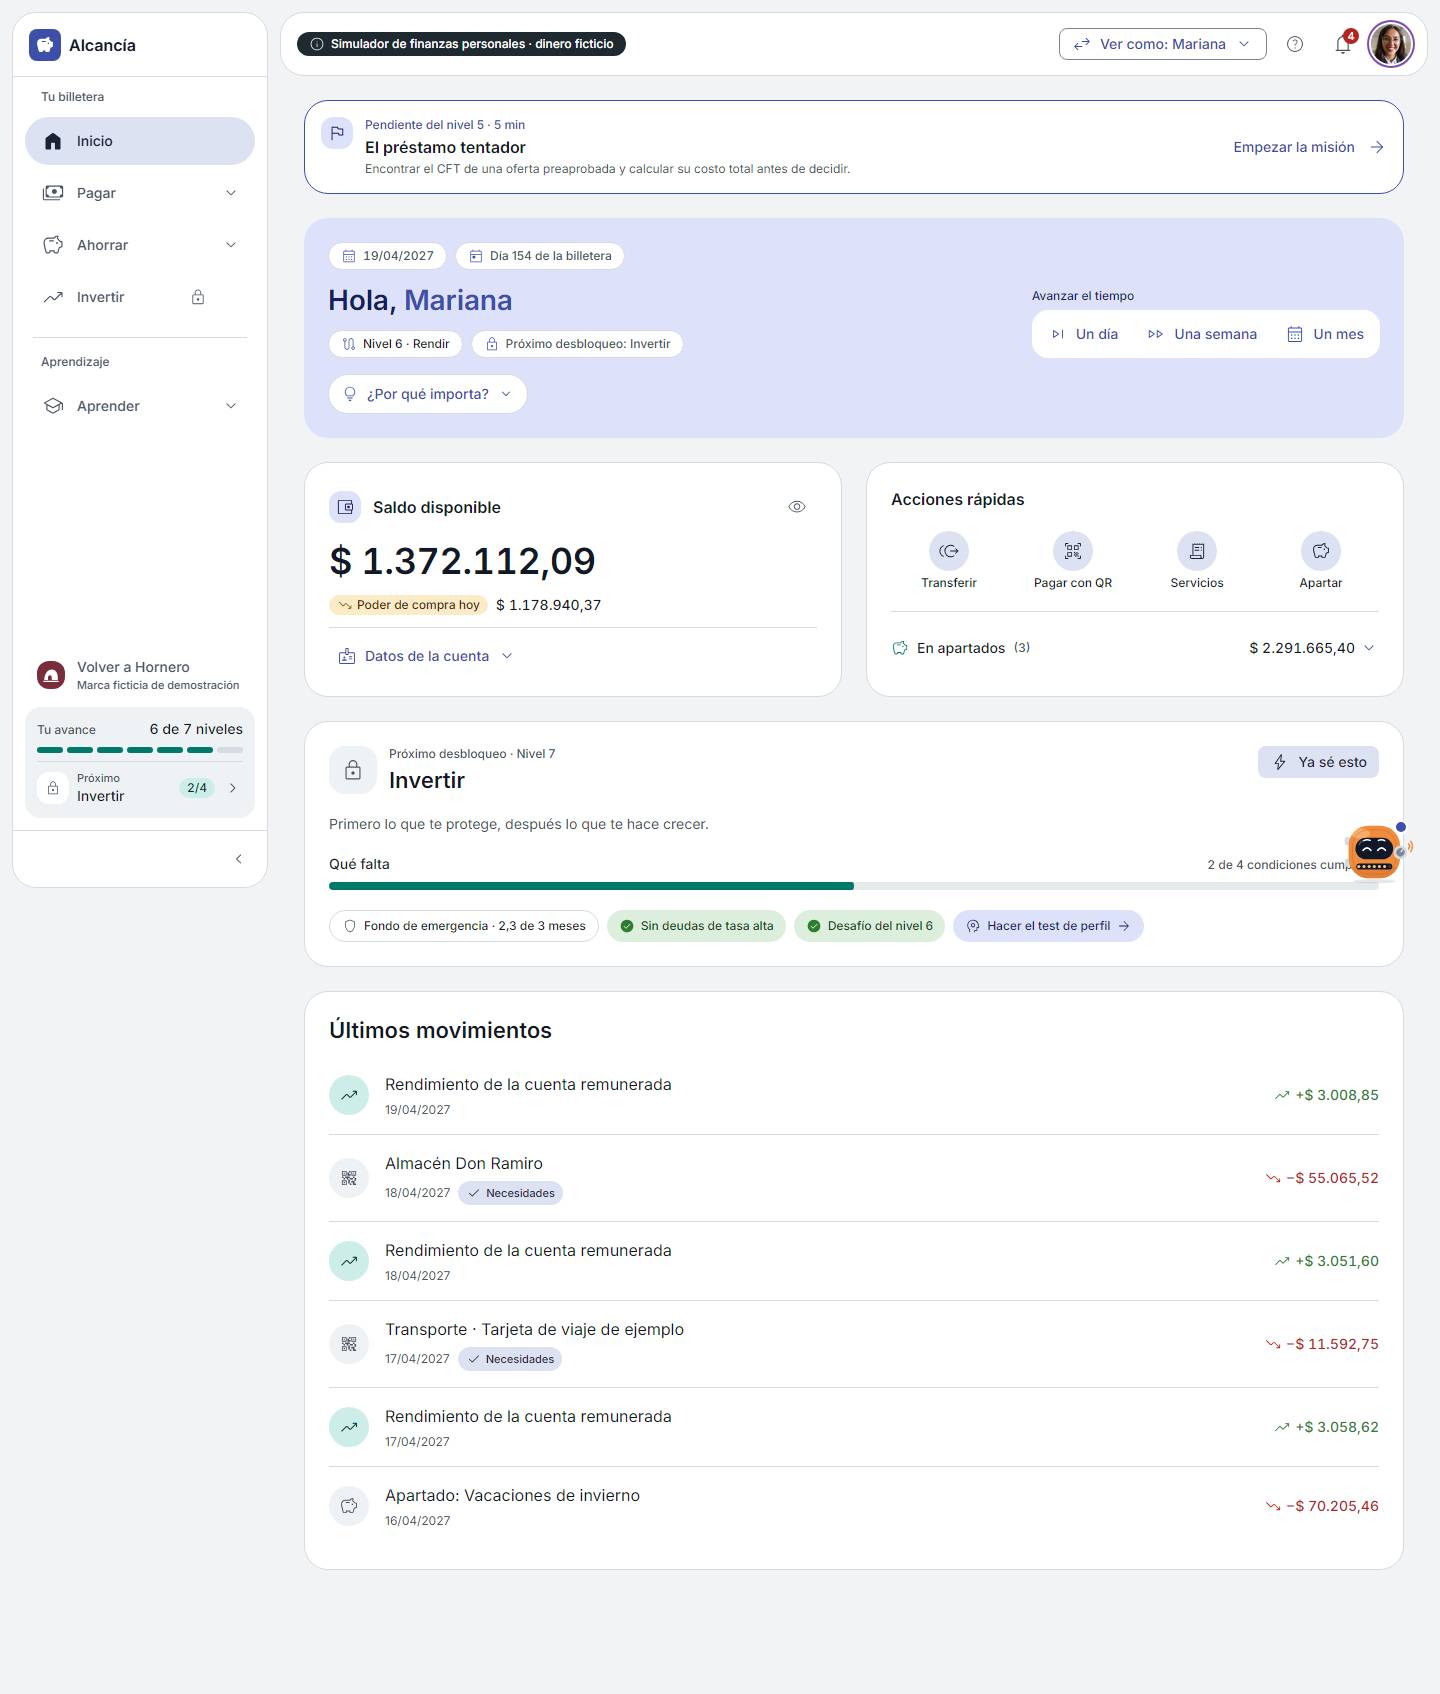 Alcancía
Tu billetera
Inicio
Pagar
Ahorrar
Invertir
Aprendizaje
Aprender
Volver a Hornero
Marca ficticia de demostración
Tu avance
6 de 7 niveles
Próximo
Invertir
2/4
Simulador de finanzas personales · dinero ficticio
Ver como: Mariana
4
Pendiente del nivel 5 · 5 min
El préstamo tentador
Encontrar el CFT de una oferta preaprobada y calcular su costo total antes de decidir.
Empezar la misión
19/04/2027
Día 154 de la billetera
Hola, Mariana
Nivel 6 · Rendir
Próximo desbloqueo: Invertir
¿Por qué importa?
Avanzar el tiempo
Un día
Una semana
Un mes
Saldo disponible
$ 1.372.112,09
Poder de compra hoy
$ 1.178.940,37
Datos de la cuenta
Acciones rápidas
Transferir
Pagar con QR
Servicios
Apartar
En apartados (3)
$ 2.291.665,40
Próximo desbloqueo · Nivel 7
Invertir
Ya sé esto
Primero lo que te protege, después lo que te hace crecer.
Qué falta
2 de 4 condiciones
Fondo de emergencia · 2,3 de 3 meses
Sin deudas de tasa alta
Desafío del nivel 6
Hacer el test de perfil
Últimos movimientos
Rendimiento de la cuenta remunerada
19/04/2027
+$ 3.008,85
Almacén Don Ramiro
18/04/2027
Necesidades
−$ 55.065,52
Rendimiento de la cuenta remunerada
18/04/2027
+$ 3.051,60
Transporte · Tarjeta de viaje de ejemplo
17/04/2027
Necesidades
−$ 11.592,75
Rendimiento de la cuenta remunerada
17/04/2027
+$ 3.058,62
Apartado: Vacaciones de invierno
16/04/2027
−$ 70.205,46